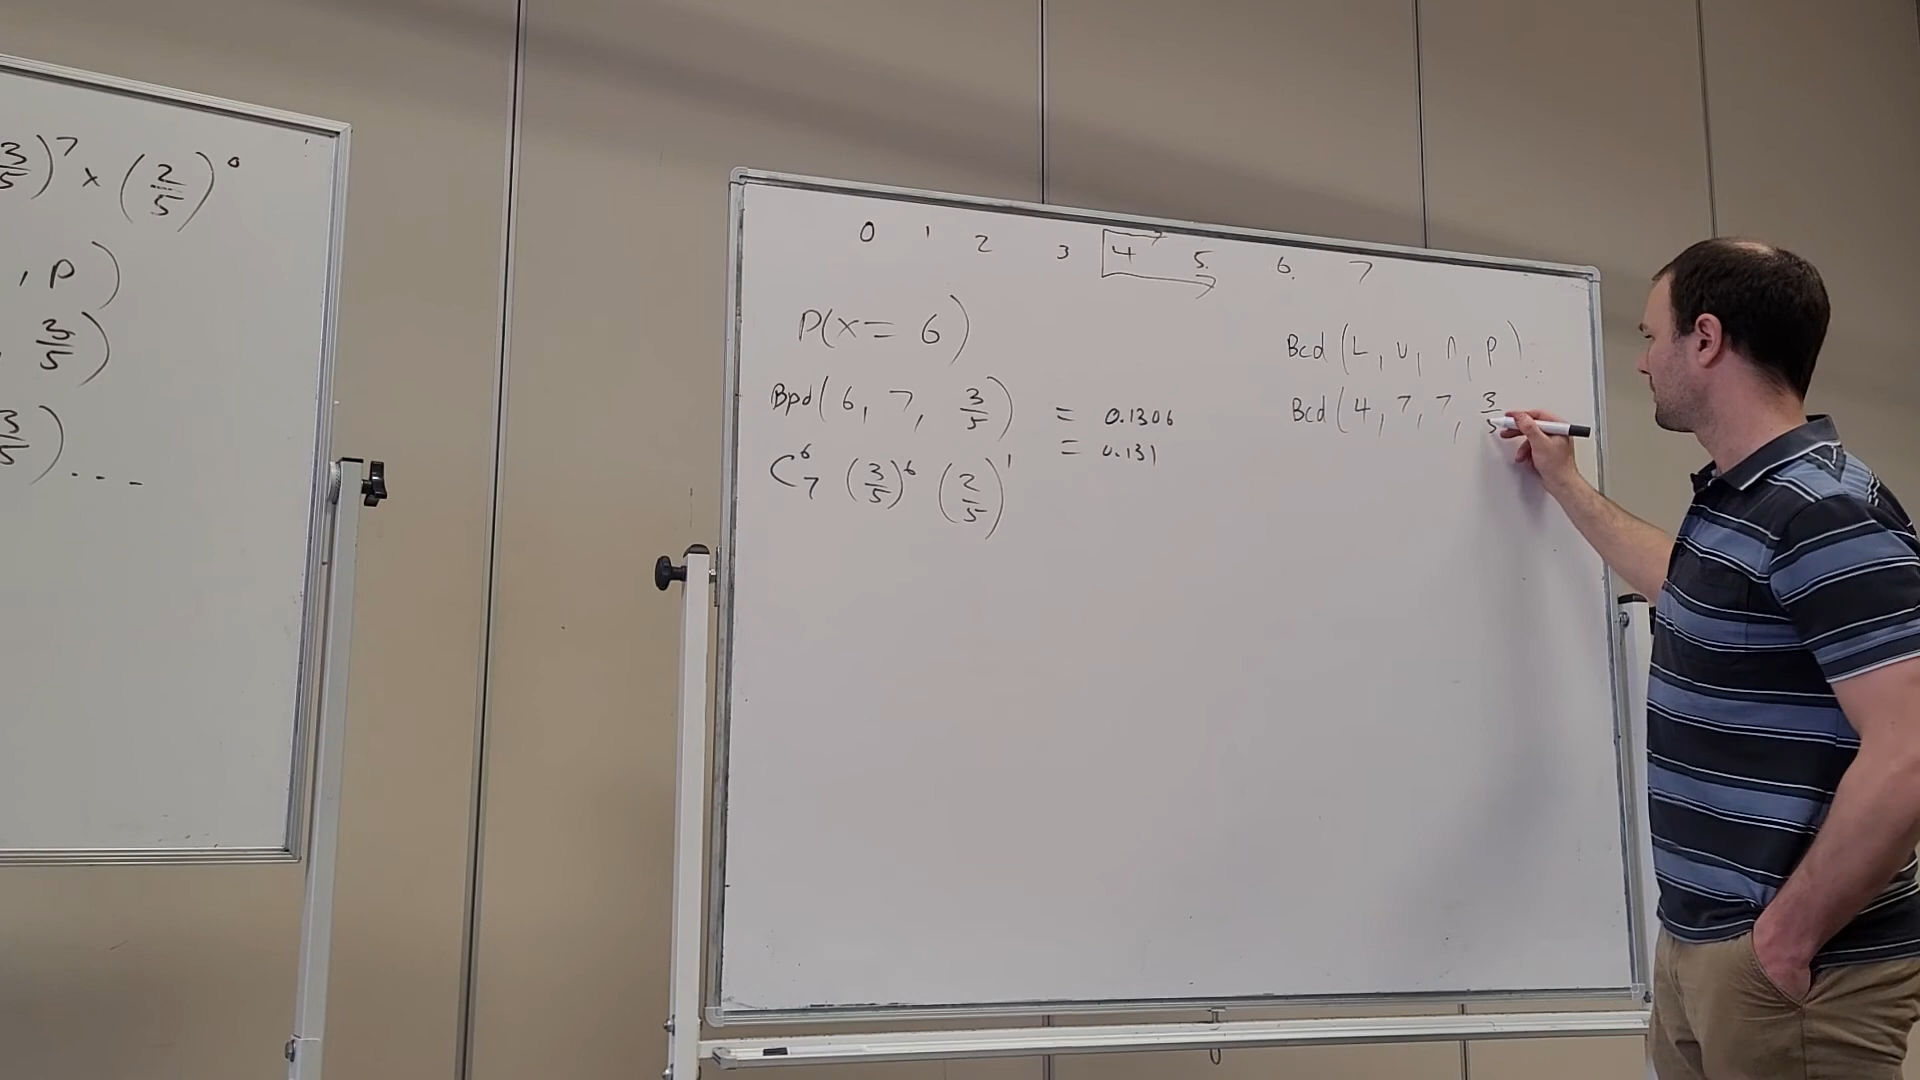 (3/5)^7 × (2/5)^0
, P)
, 3/5)
3/5) ...
0 1 2 3 4 5 6 7
P(X = 6)
Bpd(6, 7, 3/5) = 0.1306
= 0.131
C^6_7 (3/5)^6 (2/5)^1
Bcd (L, U, n, P)
Bcd (4, 7, 7, 3/5